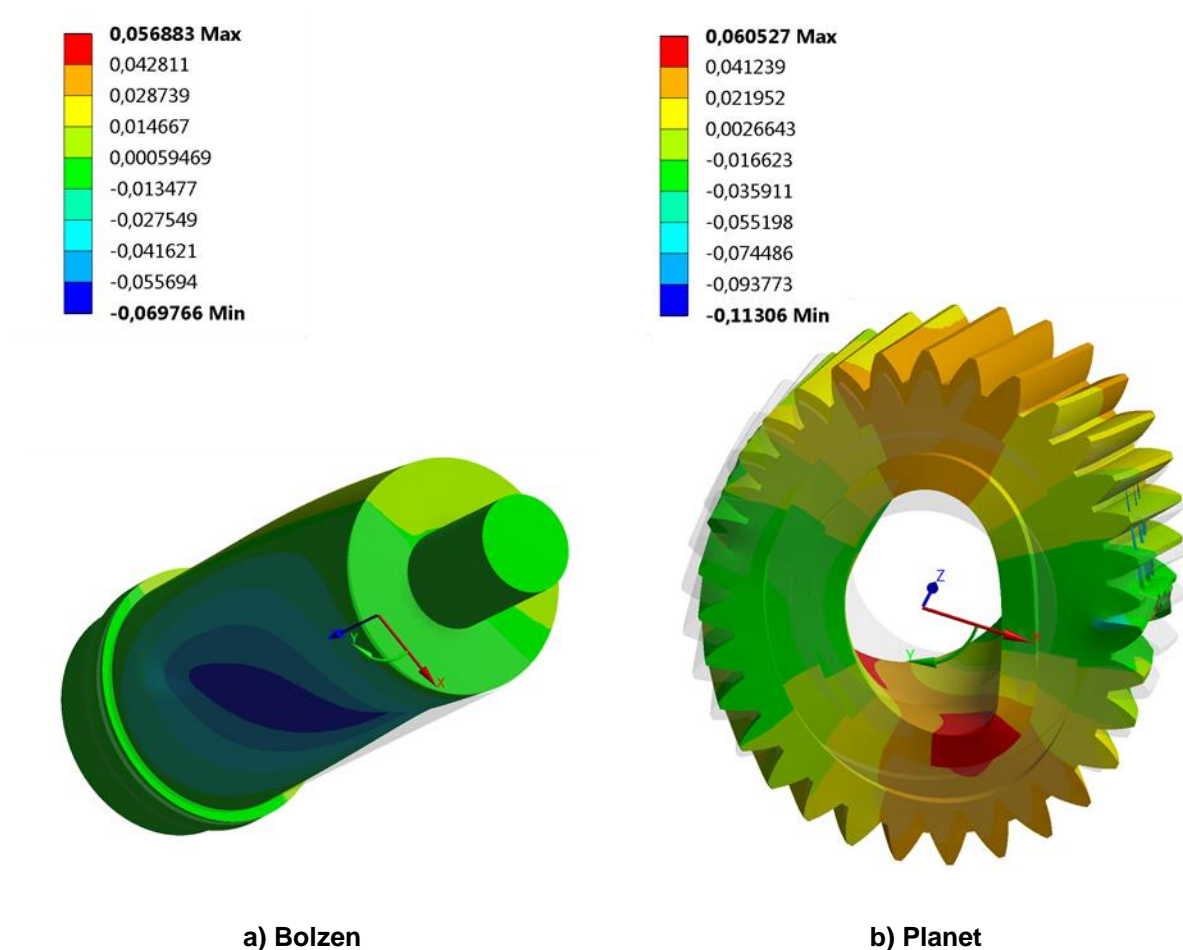 0,056883 Max
0,042811
0,028739
0,014667
0,00059469
-0,013477
-0,027549
-0,041621
-0,055694
-0,069766 Min
0,060527 Max
0,041239
0,021952
0,0026643
-0,016623
-0,035911
-0,055198
-0,074486
-0,093773
-0,11306 Min
Y
X
Z
Y
X
a) Bolzen
b) Planet